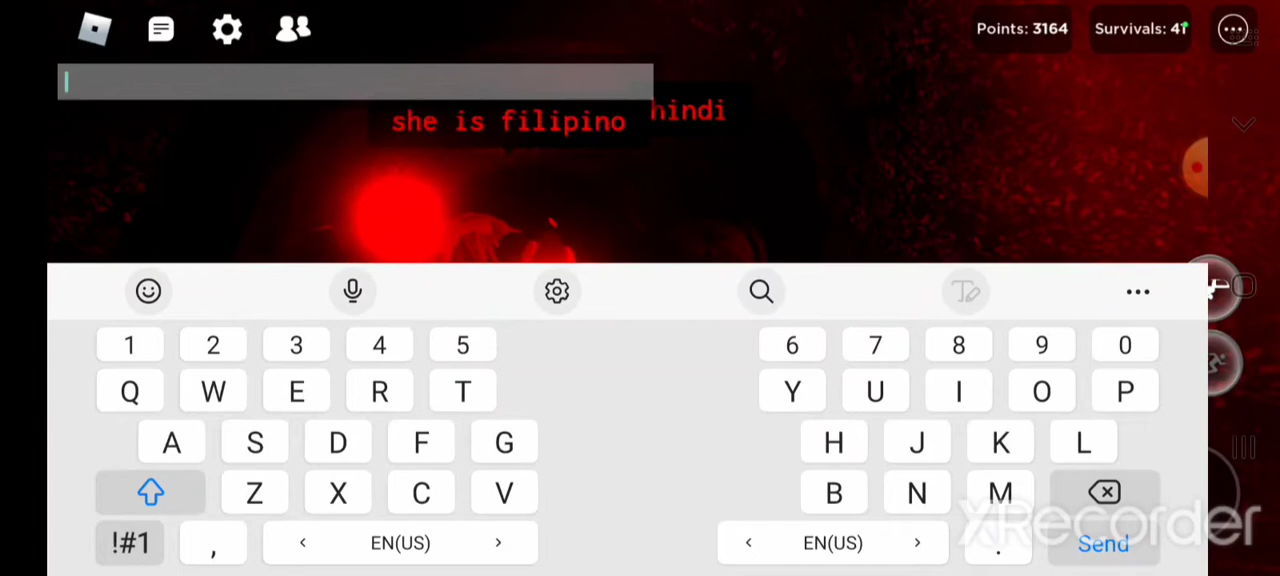 Points: 3164
Survivals: 41
hindi
she is filipino
1 2 3 4 5 6 7 8 9 0
Q W E R T Y U I O P
A S D F G H J K L
Z X C V B N M
!#1 , < EN(US) > < EN(US) > . Send
XRecorder